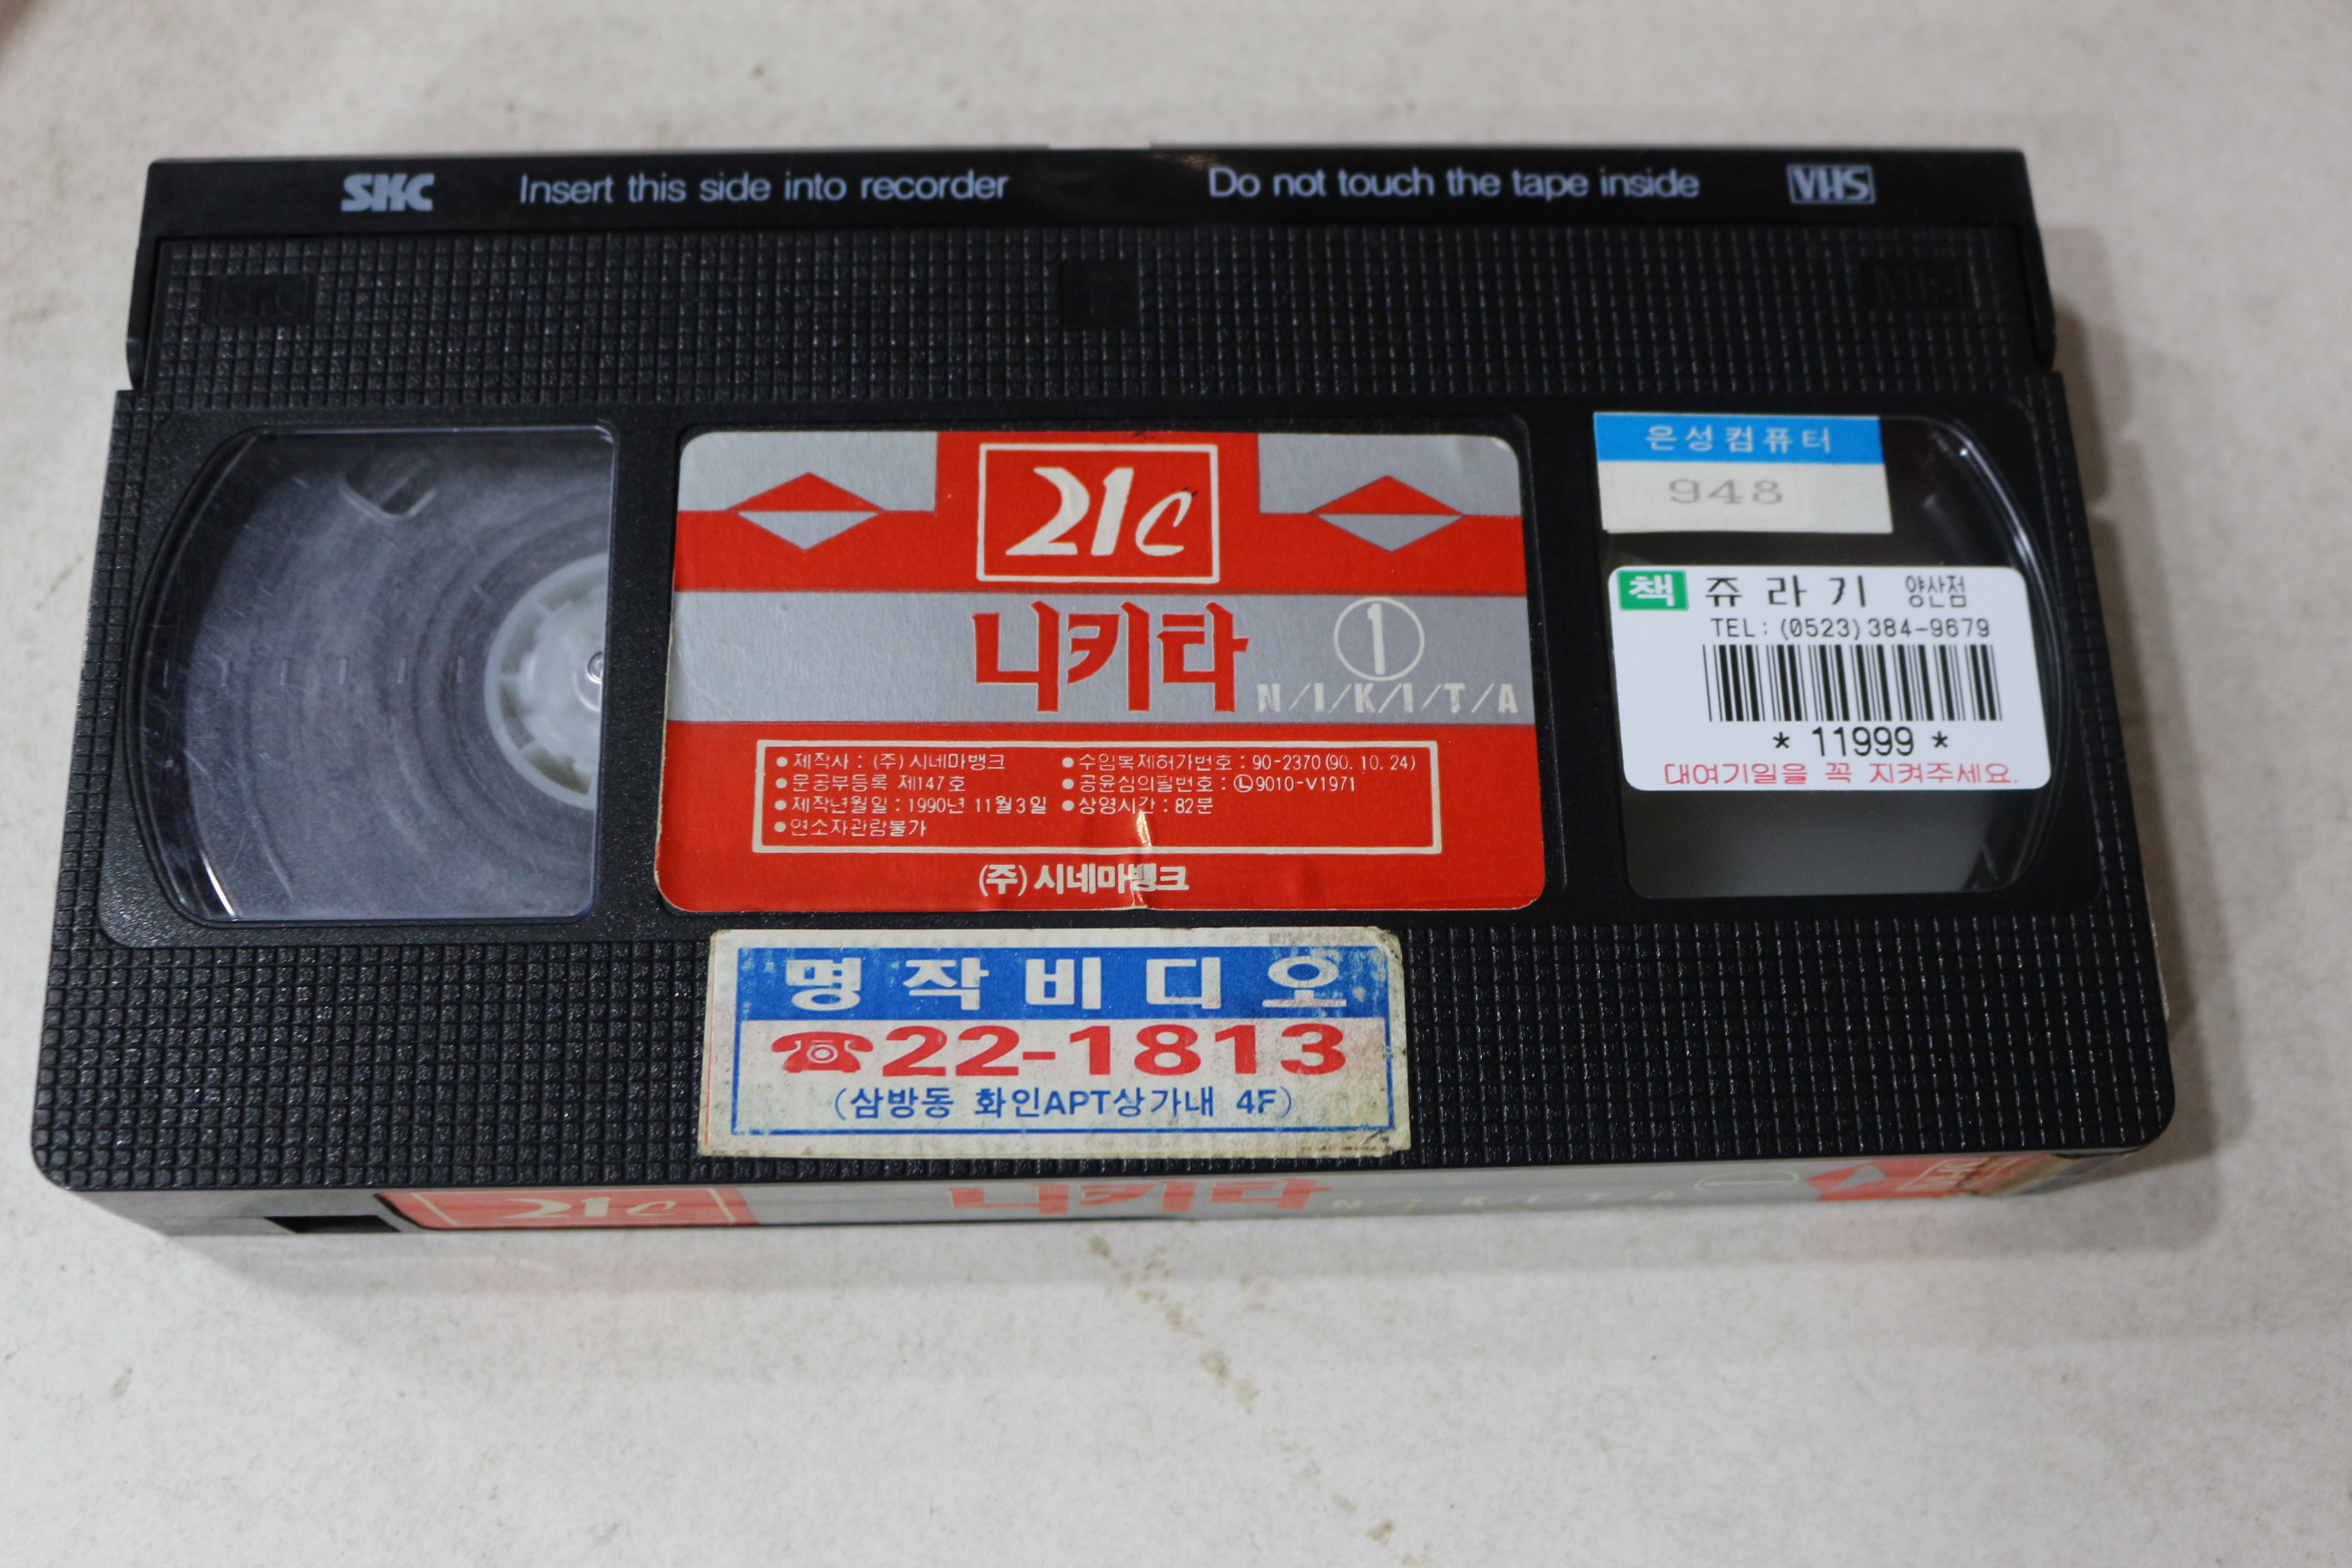 SKC Insert this side into recorder Do not touch the tape inside VHS
21c
니키타 ①
N/I/K/I/T/A
● 제작사 : (주) 시네마뱅크
● 문공부등록 제147호
● 제작년월일 : 1990년 11월 3일
● 연소자관람불가
● 수입복제허가번호 : 90-2370 (90. 10. 24)
● 공윤심의필번호 : Ⓛ9010-V1971
● 상영시간 : 82분
(주) 시네마뱅크
은성컴퓨터
948
책 쥬라기 양산점
TEL : (0523) 384-9679
* 11999 *
대여기일을 꼭 지켜주세요.
명작비디오
☎22-1813
(삼방동 화인APT상가내 4F)
21c 니키타 N/I/K/I/T/A